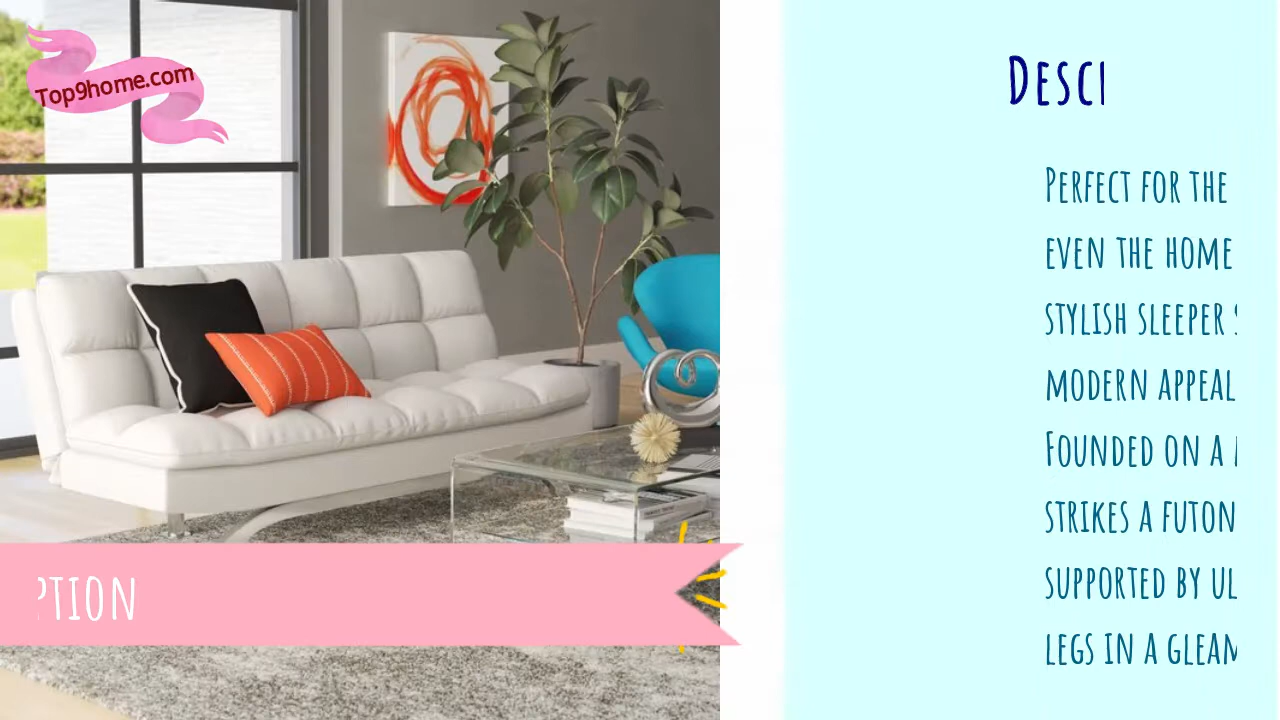 Top9home.com
Desc
Perfect for the
even the home
stylish sleeper
modern appeal
Founded on a
strikes a futon
supported by ul
legs in a gleam
ption